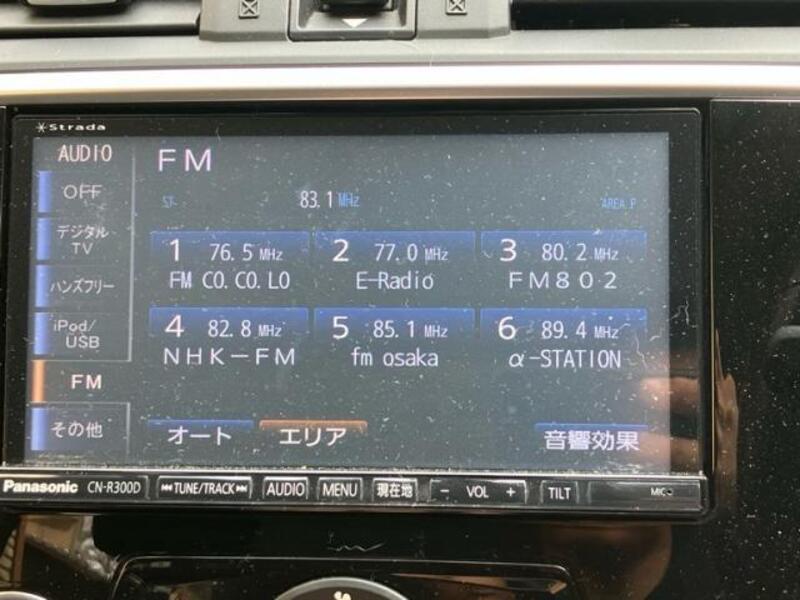 Strada
AUDIO
FM
OFF
ST
83.1 MHz
AREA P
デジタル
TV
1 76.5 MHz
FM CO.CO.LO
2 77.0 MHz
E-Radio
3 80.2 MHz
FM802
ハンズフリー
iPod/
USB
4 82.8 MHz
NHK-FM
5 85.1 MHz
fm osaka
6 89.4 MHz
α-STATION
FM
その他
オート
エリア
音響効果
Panasonic CN-R300D TUNE/TRACK AUDIO MENU 現在地 - VOL + TILT MIC